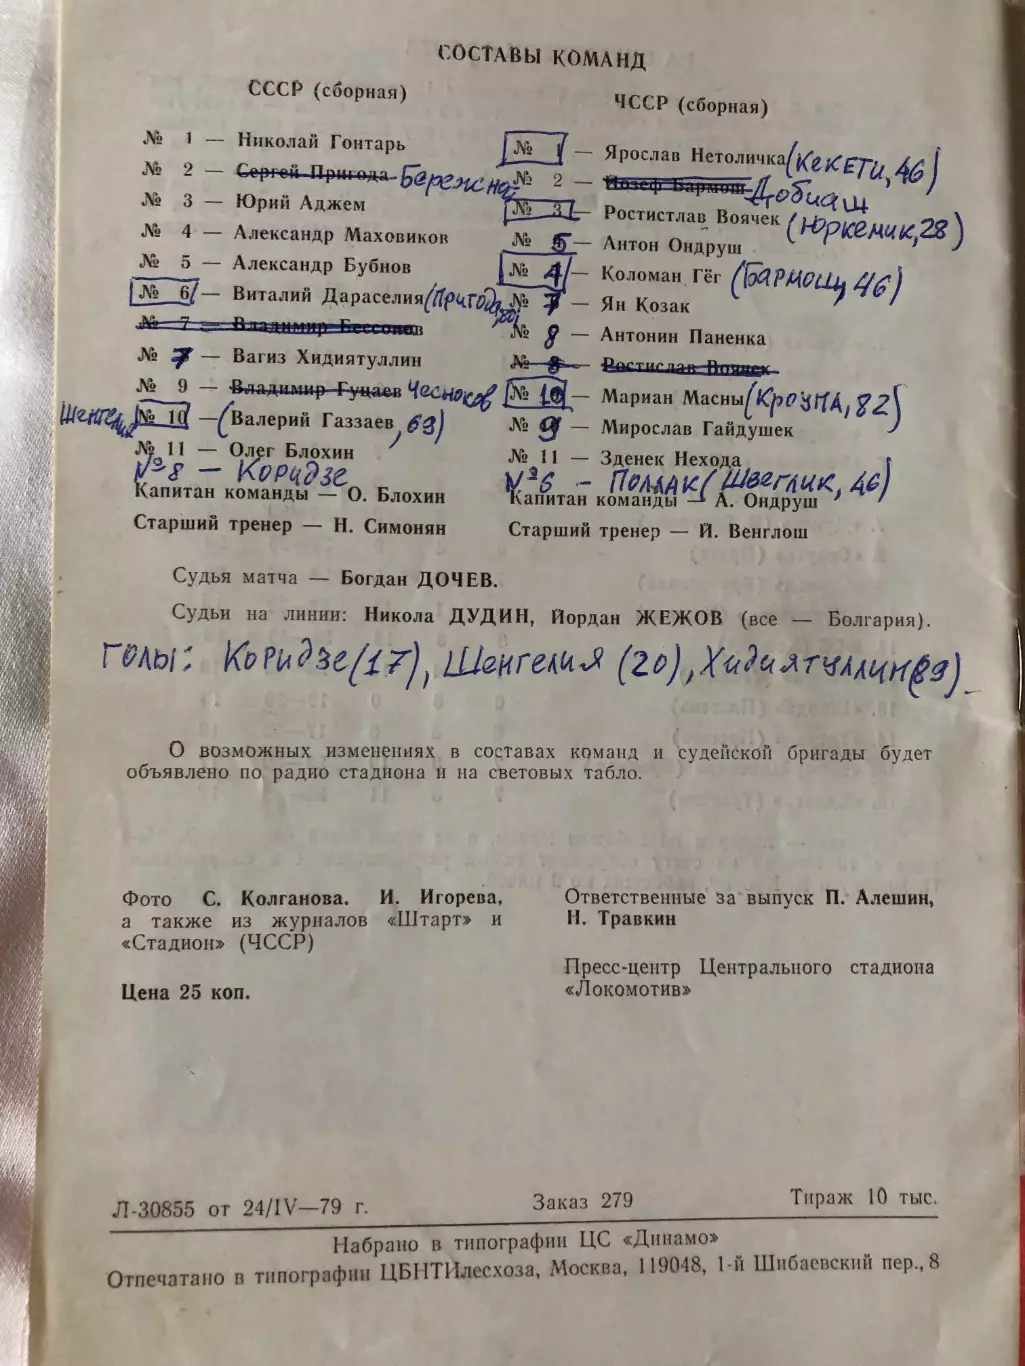 СОСТАВЫ КОМАНД
СССР (сборная)
№ 1 — Николай Гонтарь
№ 2 — Сергей Пригода Бережной
№ 3 — Юрий Аджем
№ 4 — Александр Маховиков
№ 5 — Александр Бубнов
№ 6 — Виталий Дараселия (Пригода,
№ 7 — Владимир Бессонов
№ 7 — Вагиз Хидиятуллин
№ 9 — Владимир Гуцаев Чесноков
Шенгелия № 10 — (Валерий Газзаев, 69)
№ 11 — Олег Блохин
№ 8 — Коридзе
Капитан команды — О. Блохин
Старший тренер — Н. Симонян
ЧССР (сборная)
№ 1 — Ярослав Нетоличка (Кекети, 46)
№ 2 — Йозеф Бармош Добиаш
№ 3 — Ростистлав Воячек (Юркемик, 28)
№ 5 — Антон Ондруш
№ 4 — Коломан Гёг (Бармош, 46)
№ 7 — Ян Козак
№ 8 — Антонин Паненка
№ 8 — Ростислав Воячек
№ 10 — Мариан Масны (Кроупа, 82)
№ 9 — Мирослав Гайдушек
№ 11 — Зденек Нехода
№ 6 — Поллак (Швеглик, 46)
Капитан команды — А. Ондруш
Старший тренер — Й. Венглош
Судья матча — Богдан ДОЧЕВ.
Судьи на линии: Никола ДУДИН, Йордан ЖЕЖОВ (все — Болгария).
Голы: Коридзе (17), Шенгелия (20), Хидиятуллин (89)
О возможных изменениях в составах команд и судейской бригады будет
объявлено по радио стадиона и на световых табло.
Фото С. Колганова. И. Игорева,
а также из журналов «Штарт» и
«Стадион» (ЧССР)
Цена 25 коп.
Ответственные за выпуск П. Алешин,
Н. Травкин
Пресс-центр Центрального стадиона
«Локомотив»
Л-30855 от 24/IV—79 г. Заказ 279 Тираж 10 тыс.
Набрано в типографии ЦС «Динамо»
Отпечатано в типографии ЦБНТИлесхоза, Москва, 119048, 1-й Шибаевский пер., 8